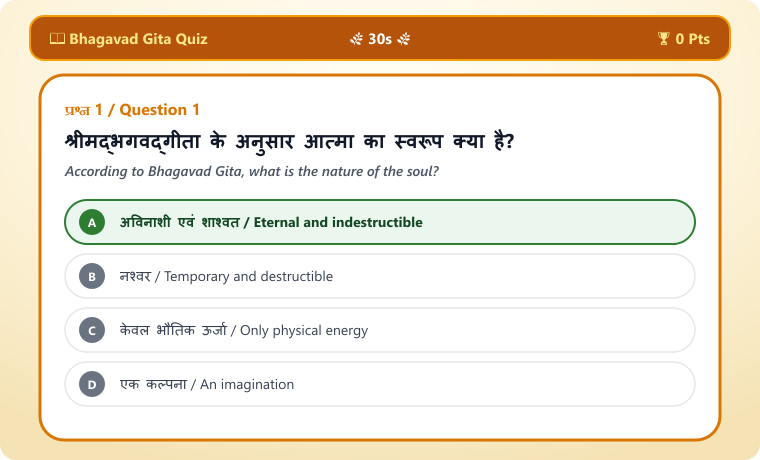 Bhagavad Gita Quiz
30s
0 Pts
प्रश्न 1 / Question 1
श्रीमद्भगवद्गीता के अनुसार आत्मा का स्वरूप क्या है?
According to Bhagavad Gita, what is the nature of the soul?
A अविनाशी एवं शाश्वत / Eternal and indestructible
B नश्वर / Temporary and destructible
C केवल भौतिक ऊर्जा / Only physical energy
D एक कल्पना / An imagination